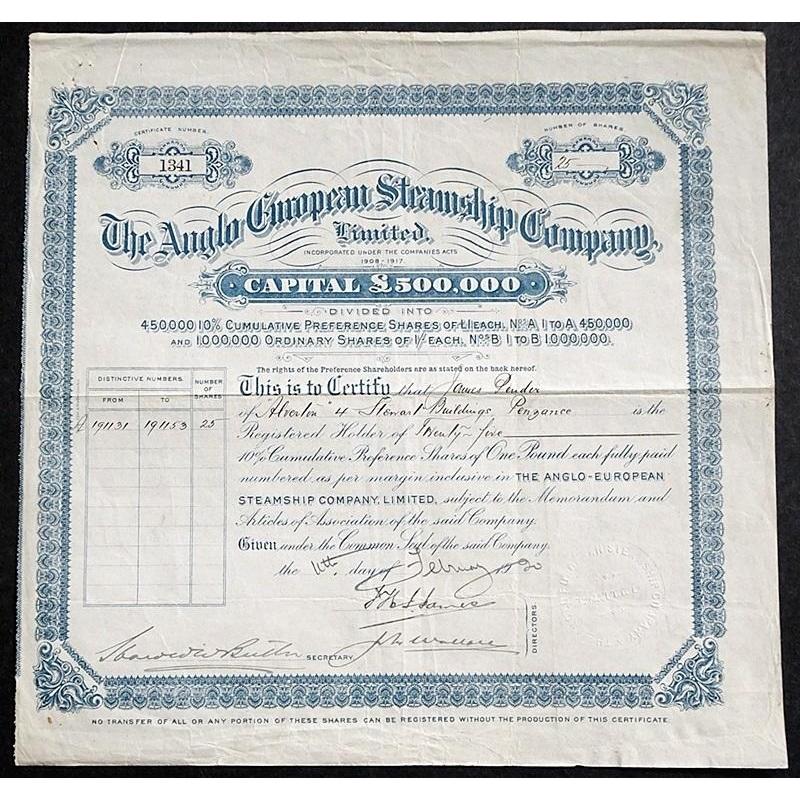 CERTIFICATE NUMBER.
1341
NUMBER OF SHARES.
25
The Anglo European Steamship Company,
Limited.
INCORPORATED UNDER THE COMPANIES ACTS
1908-1917.
CAPITAL $500,000
DIVIDED INTO
450,000 10% CUMULATIVE PREFERENCE SHARES OF £1 EACH, Nos A 1 TO A 450,000
AND 1,000,000 ORDINARY SHARES OF 1/- EACH, Nos B 1 TO B 1,000,000.
The rights of the Preference Shareholders are as stated on the back hereof.
DISTINCTIVE NUMBERS
FROM TO
NUMBER OF SHARES
A 191131 191153 25
This is to Certify that James Pender
of "Alverton" 4 Stewart Buildings, Penzance is the
Registered Holder of Twenty-Five
10% Cumulative Preference Shares of One Pound each fully paid
numbered as per margin inclusive in THE ANGLO-EUROPEAN
STEAMSHIP COMPANY, LIMITED, subject to the Memorandum and
Articles of Association of the said Company.
Given under the Common Seal of the said Company.
the 11th day of February 1920
DIRECTORS.
SECRETARY
NO TRANSFER OF ALL OR ANY PORTION OF THESE SHARES CAN BE REGISTERED WITHOUT THE PRODUCTION OF THIS CERTIFICATE